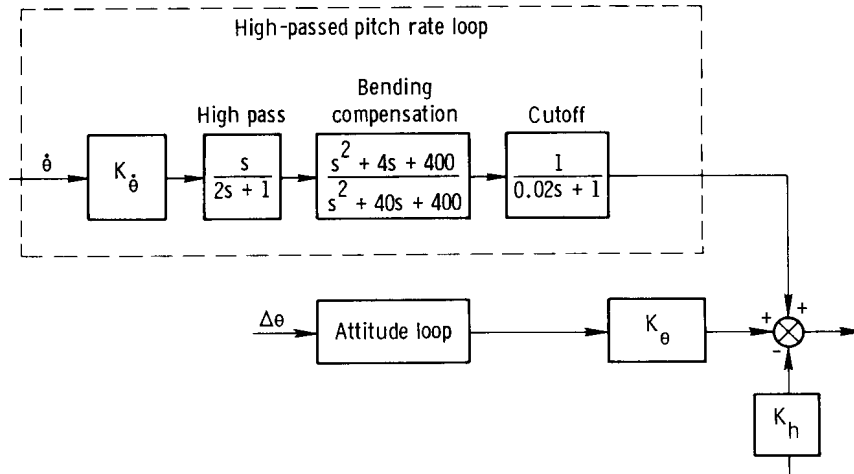 High-passed pitch rate loop
Bending
High pass compensation Cutoff
θ̇ K_θ̇ s / (2s + 1) (s² + 4s + 400) / (s² + 40s + 400) 1 / (0.02s + 1)
+ +
Δθ Attitude loop K_θ
-
K_h